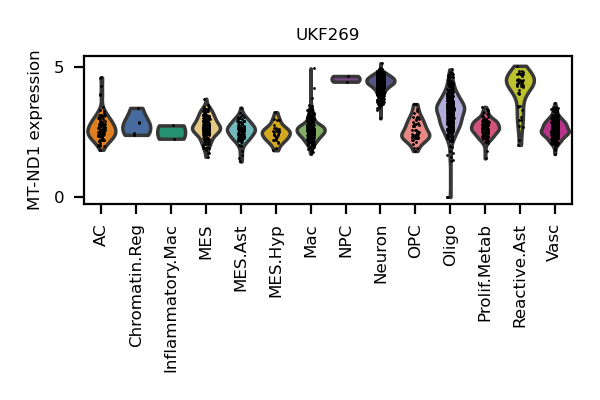 UKF269
MT-ND1 expression
5
0
AC
Chromatin.Reg
Inflammatory.Mac
MES
MES.Ast
MES.Hyp
Mac
NPC
Neuron
OPC
Oligo
Prolif.Metab
Reactive.Ast
Vasc